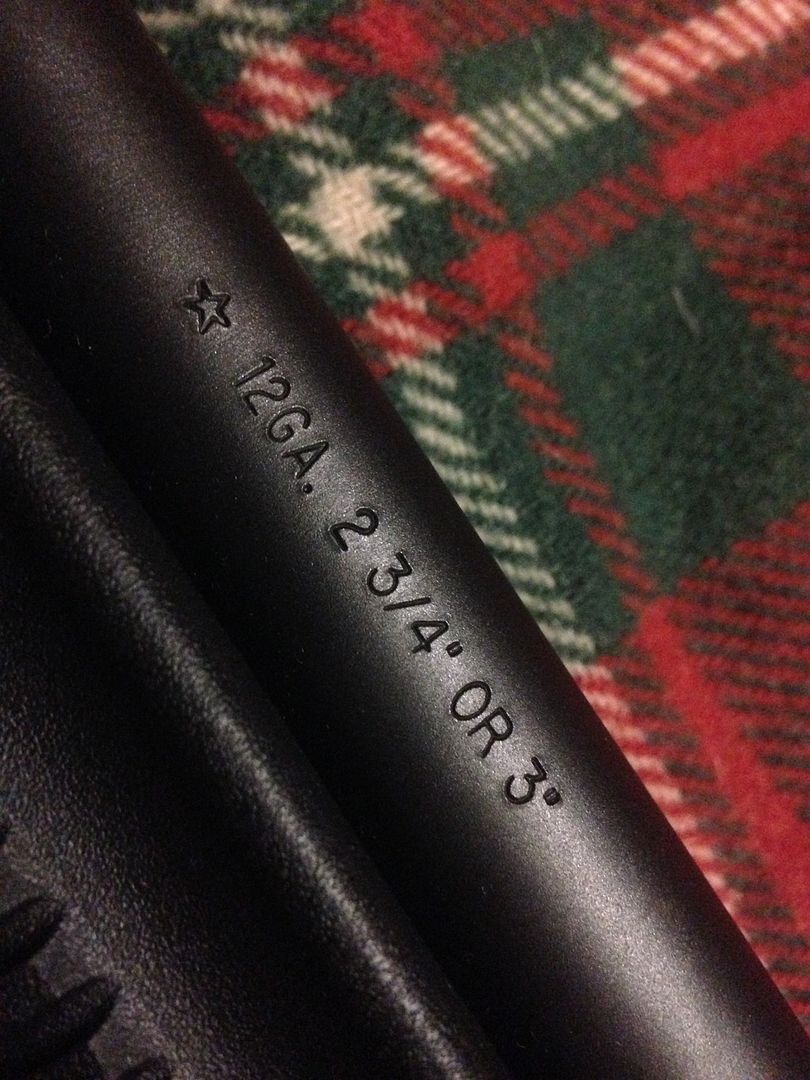 ☆ 12GA. 2 3/4" OR 3"